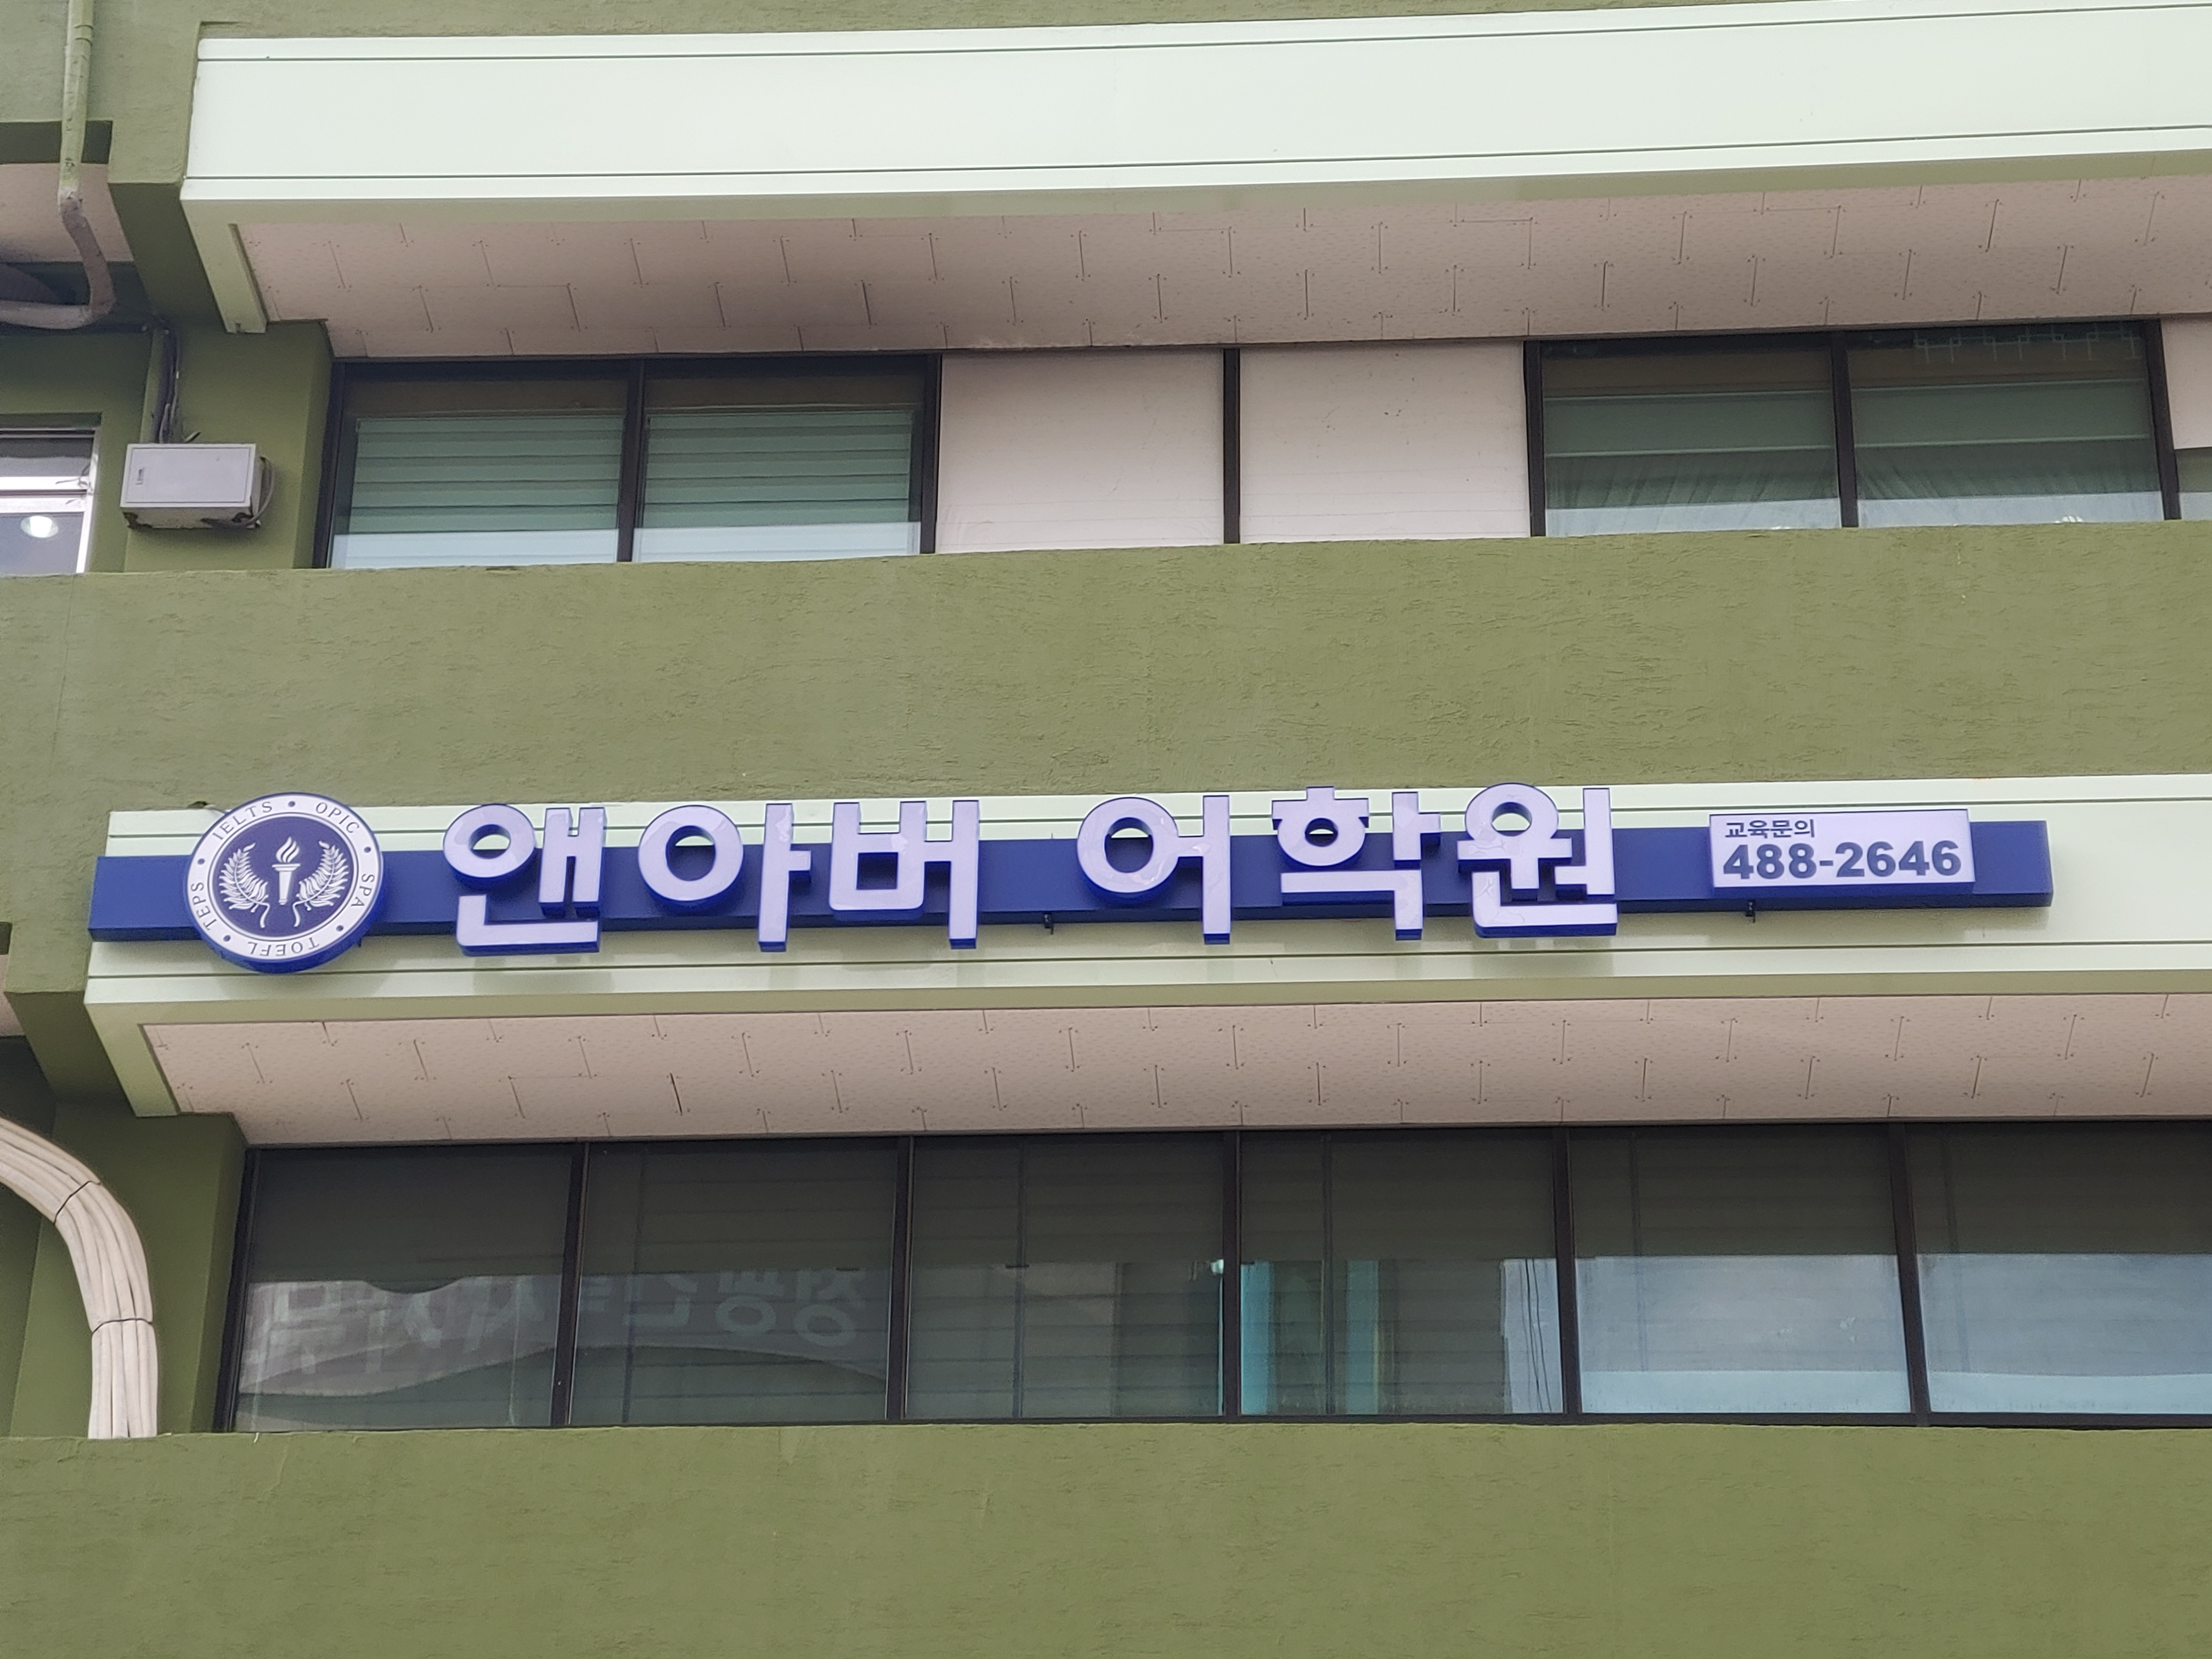 IELTS • OPIC • SPA • TOEFL • TEPS •
앤아버 어학원
교육문의
488-2646